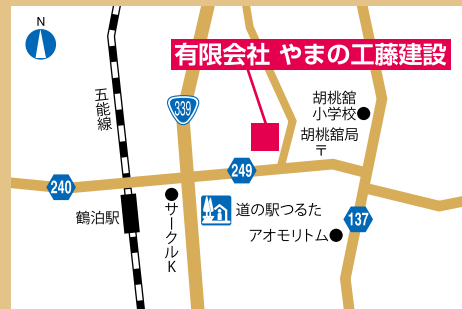 N
有限会社 やまの工藤建設
五能線
339
胡桃舘
小学校
胡桃舘局
〒
249
240
鶴泊駅
サークルK
道の駅つるた
137
アオモリトム